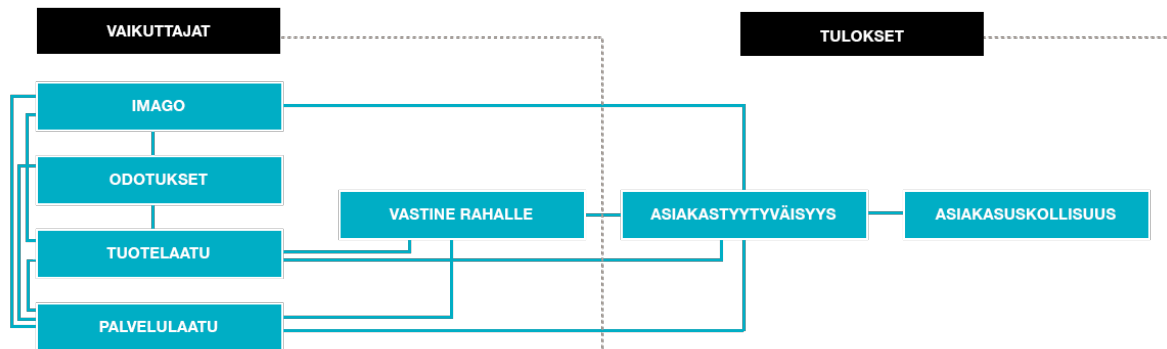 VAIKUTTAJAT
TULOKSET
IMAGO
ODOTUKSET
VASTINE RAHALLE
ASIAKASTYYTYVÄISYYS
ASIAKASUSKOLLISUUS
TUOTELAATU
PALVELULAATU